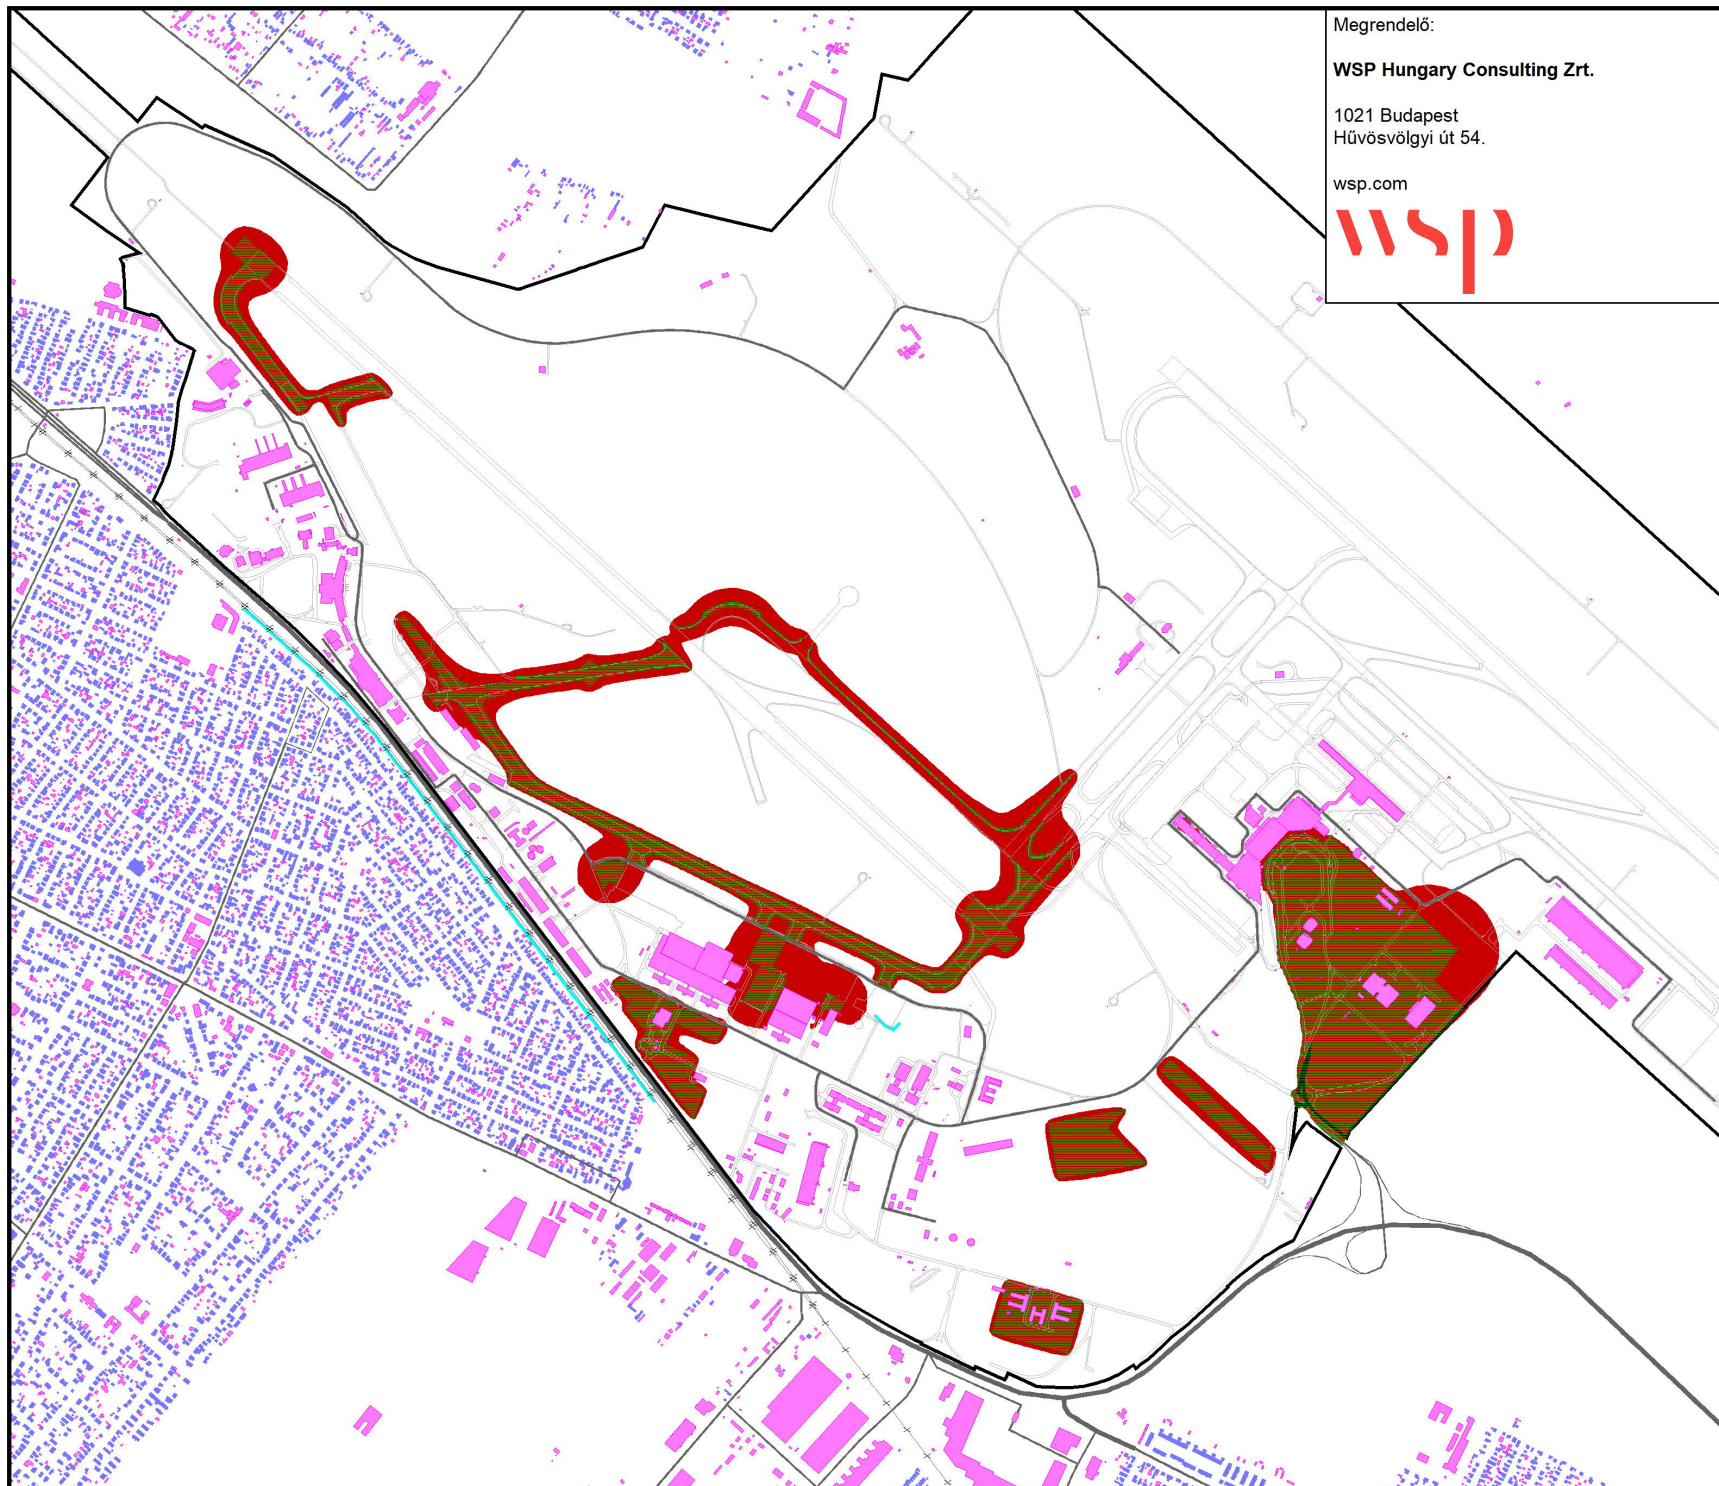 Megrendelő:
WSP Hungary Consulting Zrt.
1021 Budapest
Hűvösvölgyi út 54.
wsp.com
wsp